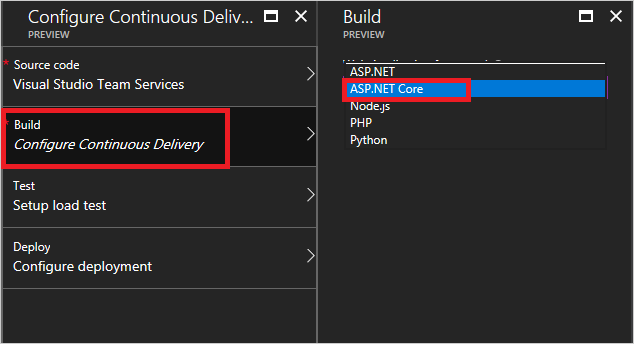 Configure Continuous Deliv...
PREVIEW
* Source code
Visual Studio Team Services
* Build
Configure Continuous Delivery
Test
Setup load test
Deploy
Configure deployment
Build
PREVIEW
ASP.NET
ASP.NET Core
Node.js
PHP
Python